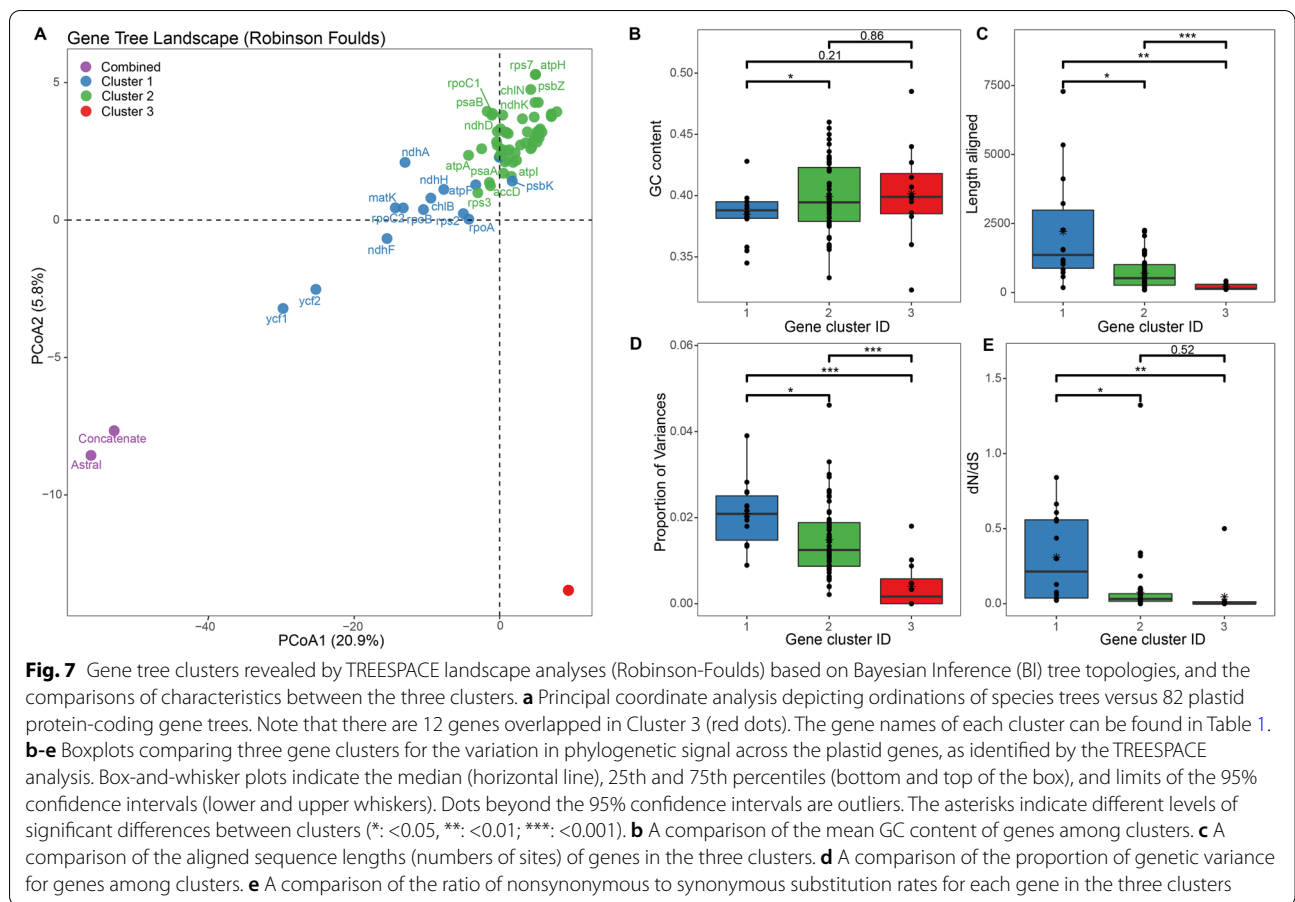 A
Gene Tree Landscape (Robinson Foulds)
Combined
Cluster 1
Cluster 2
Cluster 3
rps7 atpH
rpoC1 chlN psbZ
psaB ndhK
ndhD
ndhA atpA psaA atpI
ndhH atpF psbK
matK accD
rps3
rpoC2 rpoB chlB rps2 rpoA
ndhF
ycf2
ycf1
Concatenate
Astral
5
0
−5
−10
PCoA2 (5.8%)
−40 −20 0
PCoA1 (20.9%)
B
0.86
0.21
*
0.50
0.45
0.40
0.35
GC content
1 2 3
Gene cluster ID
C
***
**
*
7500
5000
2500
0
Length aligned
1 2 3
Gene cluster ID
D
***
***
*
0.06
0.04
0.02
0.00
Proportion of Variances
1 2 3
Gene cluster ID
E
0.52
**
*
1.5
1.0
0.5
0.0
dN/dS
1 2 3
Gene cluster ID
Fig. 7 Gene tree clusters revealed by TREESPACE landscape analyses (Robinson-Foulds) based on Bayesian Inference (BI) tree topologies, and the
comparisons of characteristics between the three clusters. a Principal coordinate analysis depicting ordinations of species trees versus 82 plastid
protein-coding gene trees. Note that there are 12 genes overlapped in Cluster 3 (red dots). The gene names of each cluster can be found in Table 1.
b-e Boxplots comparing three gene clusters for the variation in phylogenetic signal across the plastid genes, as identified by the TREESPACE
analysis. Box-and-whisker plots indicate the median (horizontal line), 25th and 75th percentiles (bottom and top of the box), and limits of the 95%
confidence intervals (lower and upper whiskers). Dots beyond the 95% confidence intervals are outliers. The asterisks indicate different levels of
significant differences between clusters (*: <0.05, **: <0.01; ***: <0.001). b A comparison of the mean GC content of genes among clusters. c A
comparison of the aligned sequence lengths (numbers of sites) of genes in the three clusters. d A comparison of the proportion of genetic variance
for genes among clusters. e A comparison of the ratio of nonsynonymous to synonymous substitution rates for each gene in the three clusters